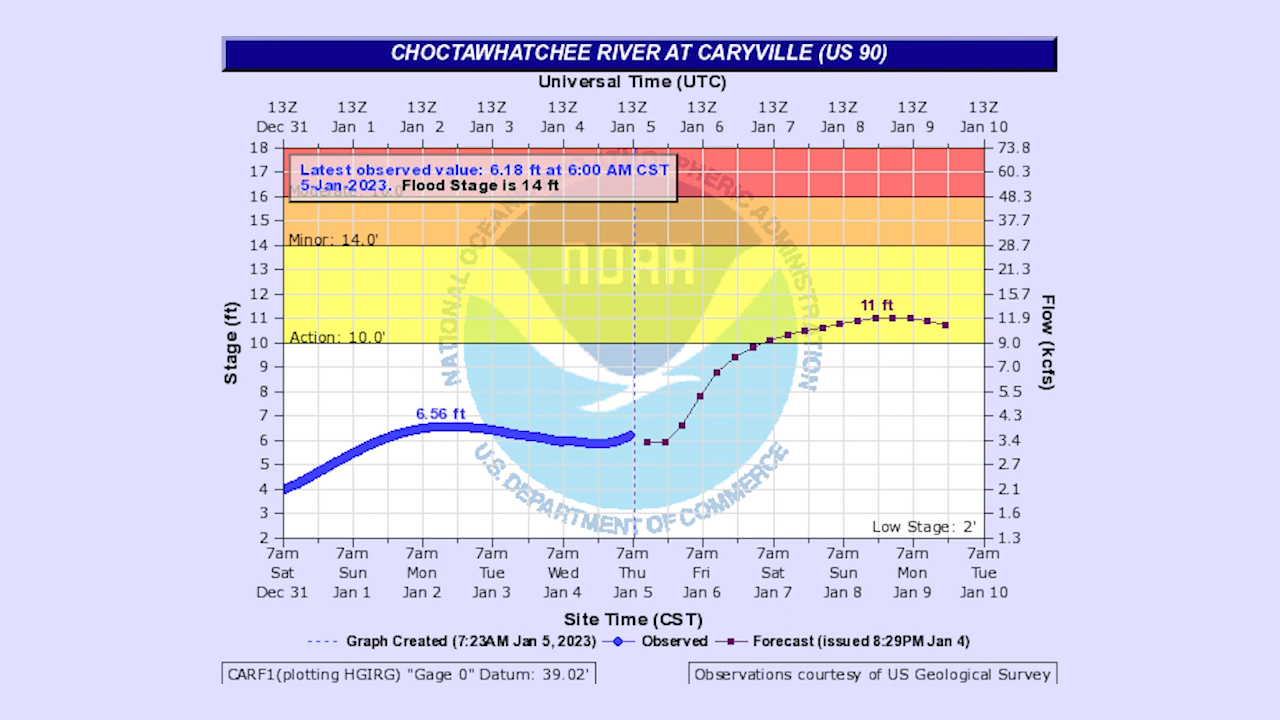 CHOCTAWHATCHEE RIVER AT CARYVILLE (US 90)
Universal Time (UTC)
13Z 13Z 13Z 13Z 13Z 13Z 13Z 13Z 13Z 13Z 13Z
Dec 31 Jan 1 Jan 2 Jan 3 Jan 4 Jan 5 Jan 6 Jan 7 Jan 8 Jan 9 Jan 10
18 73.8
17 60.3
16 48.3
15 37.7
14 28.7
13 21.3
12 15.7
11 11.9
10 9.0
9 7.0
8 5.5
7 4.3
6 3.4
5 2.7
4 2.1
3 1.6
2 1.3
Stage (ft)
Flow (kcfs)
Latest observed value: 6.18 ft at 6:00 AM CST
5-Jan-2023. Flood Stage is 14 ft
Moderate: 16.0'
Minor: 14.0'
Action: 10.0'
11 ft
6.56 ft
Low Stage: 2'
NATIONAL OCEANIC AND ATMOSPHERIC ADMINISTRATION
NOAA
U.S. DEPARTMENT OF COMMERCE
7am 7am 7am 7am 7am 7am 7am 7am 7am 7am 7am
Sat Sun Mon Tue Wed Thu Fri Sat Sun Mon Tue
Dec 31 Jan 1 Jan 2 Jan 3 Jan 4 Jan 5 Jan 6 Jan 7 Jan 8 Jan 9 Jan 10
Site Time (CST)
Graph Created (7:23AM Jan 5, 2023) Observed Forecast (issued 8:29PM Jan 4)
CARF1(plotting HGIRG) "Gage 0" Datum: 39.02'
Observations courtesy of US Geological Survey